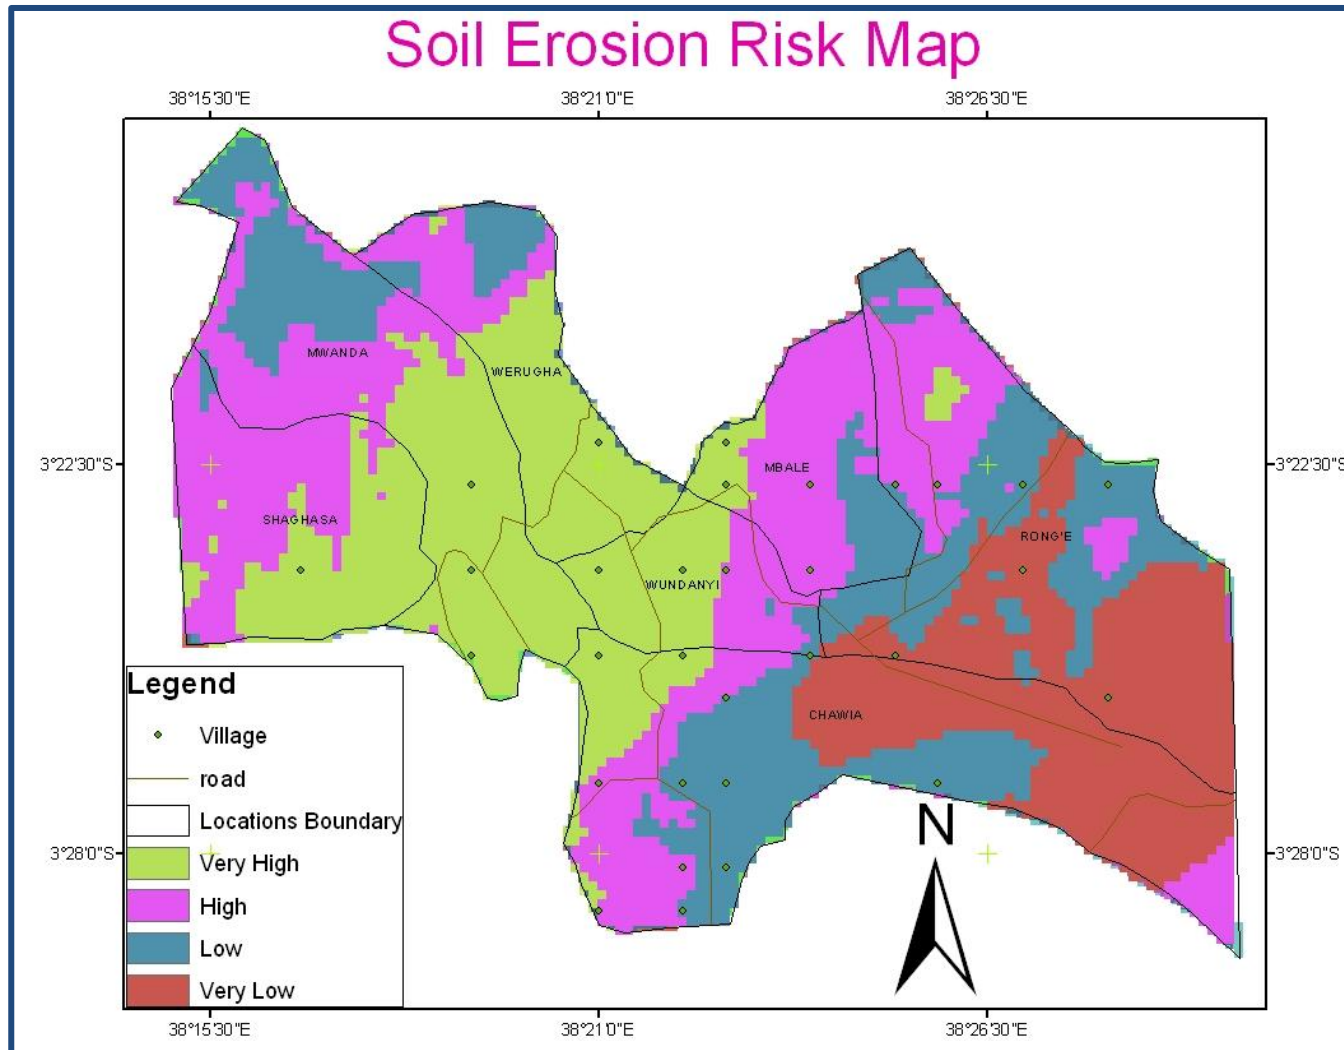 Soil Erosion Risk Map
38°15'30"E
38°21'0"E
38°26'30"E
MWANDA
WERUGHA
3°22'30"S
MBALE
3°22'30"S
SHAGHASA
RONG'E
WUNDANYI
CHAWIA
Legend
Village
road
Locations Boundary
Very High
High
Low
Very Low
N
3°28'0"S
3°28'0"S
38°15'30"E
38°21'0"E
38°26'30"E